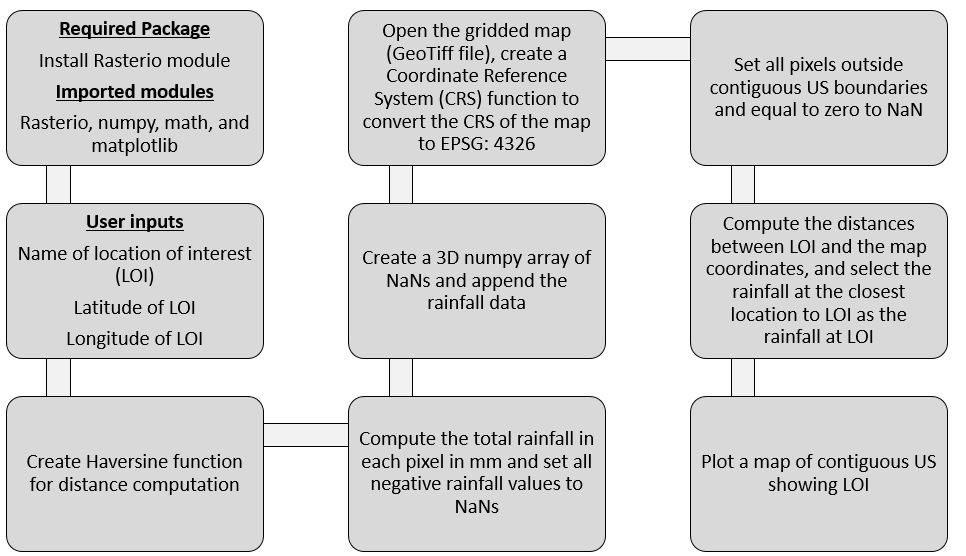 Required Package
Install Rasterio module
Imported modules
Rasterio, numpy, math, and
matplotlib
User inputs
Name of location of interest
(LOI)
Latitude of LOI
Longitude of LOI
Create Haversine function
for distance computation
Compute the total rainfall in
each pixel in mm and set all
negative rainfall values to
NaNs
Create a 3D numpy array of
NaNs and append the
rainfall data
Open the gridded map
(GeoTiff file), create a
Coordinate Reference
System (CRS) function to
convert the CRS of the map
to EPSG: 4326
Set all pixels outside
contiguous US boundaries
and equal to zero to NaN
Compute the distances
between LOI and the map
coordinates, and select the
rainfall at the closest
location to LOI as the
rainfall at LOI
Plot a map of contiguous US
showing LOI